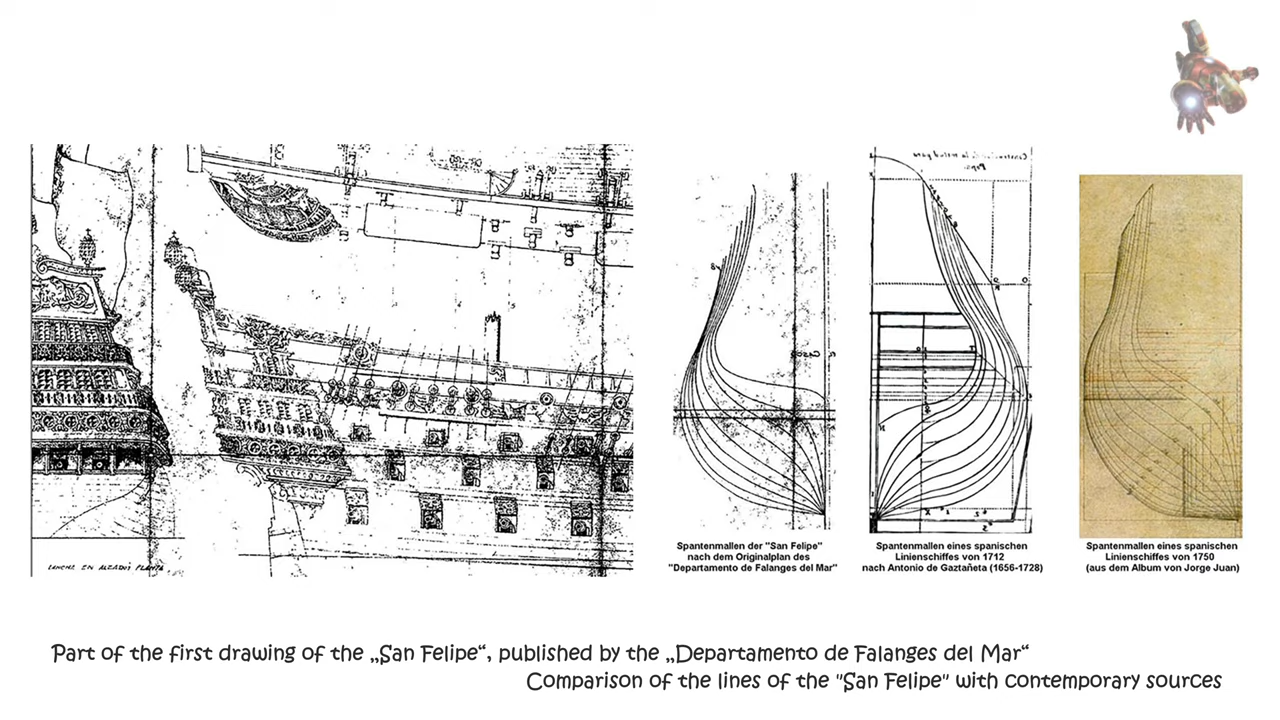 LANCHA EN ALZADO Y PLANTA
Spantenmallen der "San Felipe"
nach dem Originalplan des
"Departamento de Falanges del Mar"
Spantenmallen eines spanischen
Linienschiffes von 1712
nach Antonio de Gaztañeta (1656-1728)
Spantenmallen eines spanischen
Linienschiffes von 1750
(aus dem Album von Jorge Juan)
Part of the first drawing of the „San Felipe“, published by the „Departamento de Falanges del Mar“
Comparison of the lines of the "San Felipe" with contemporary sources